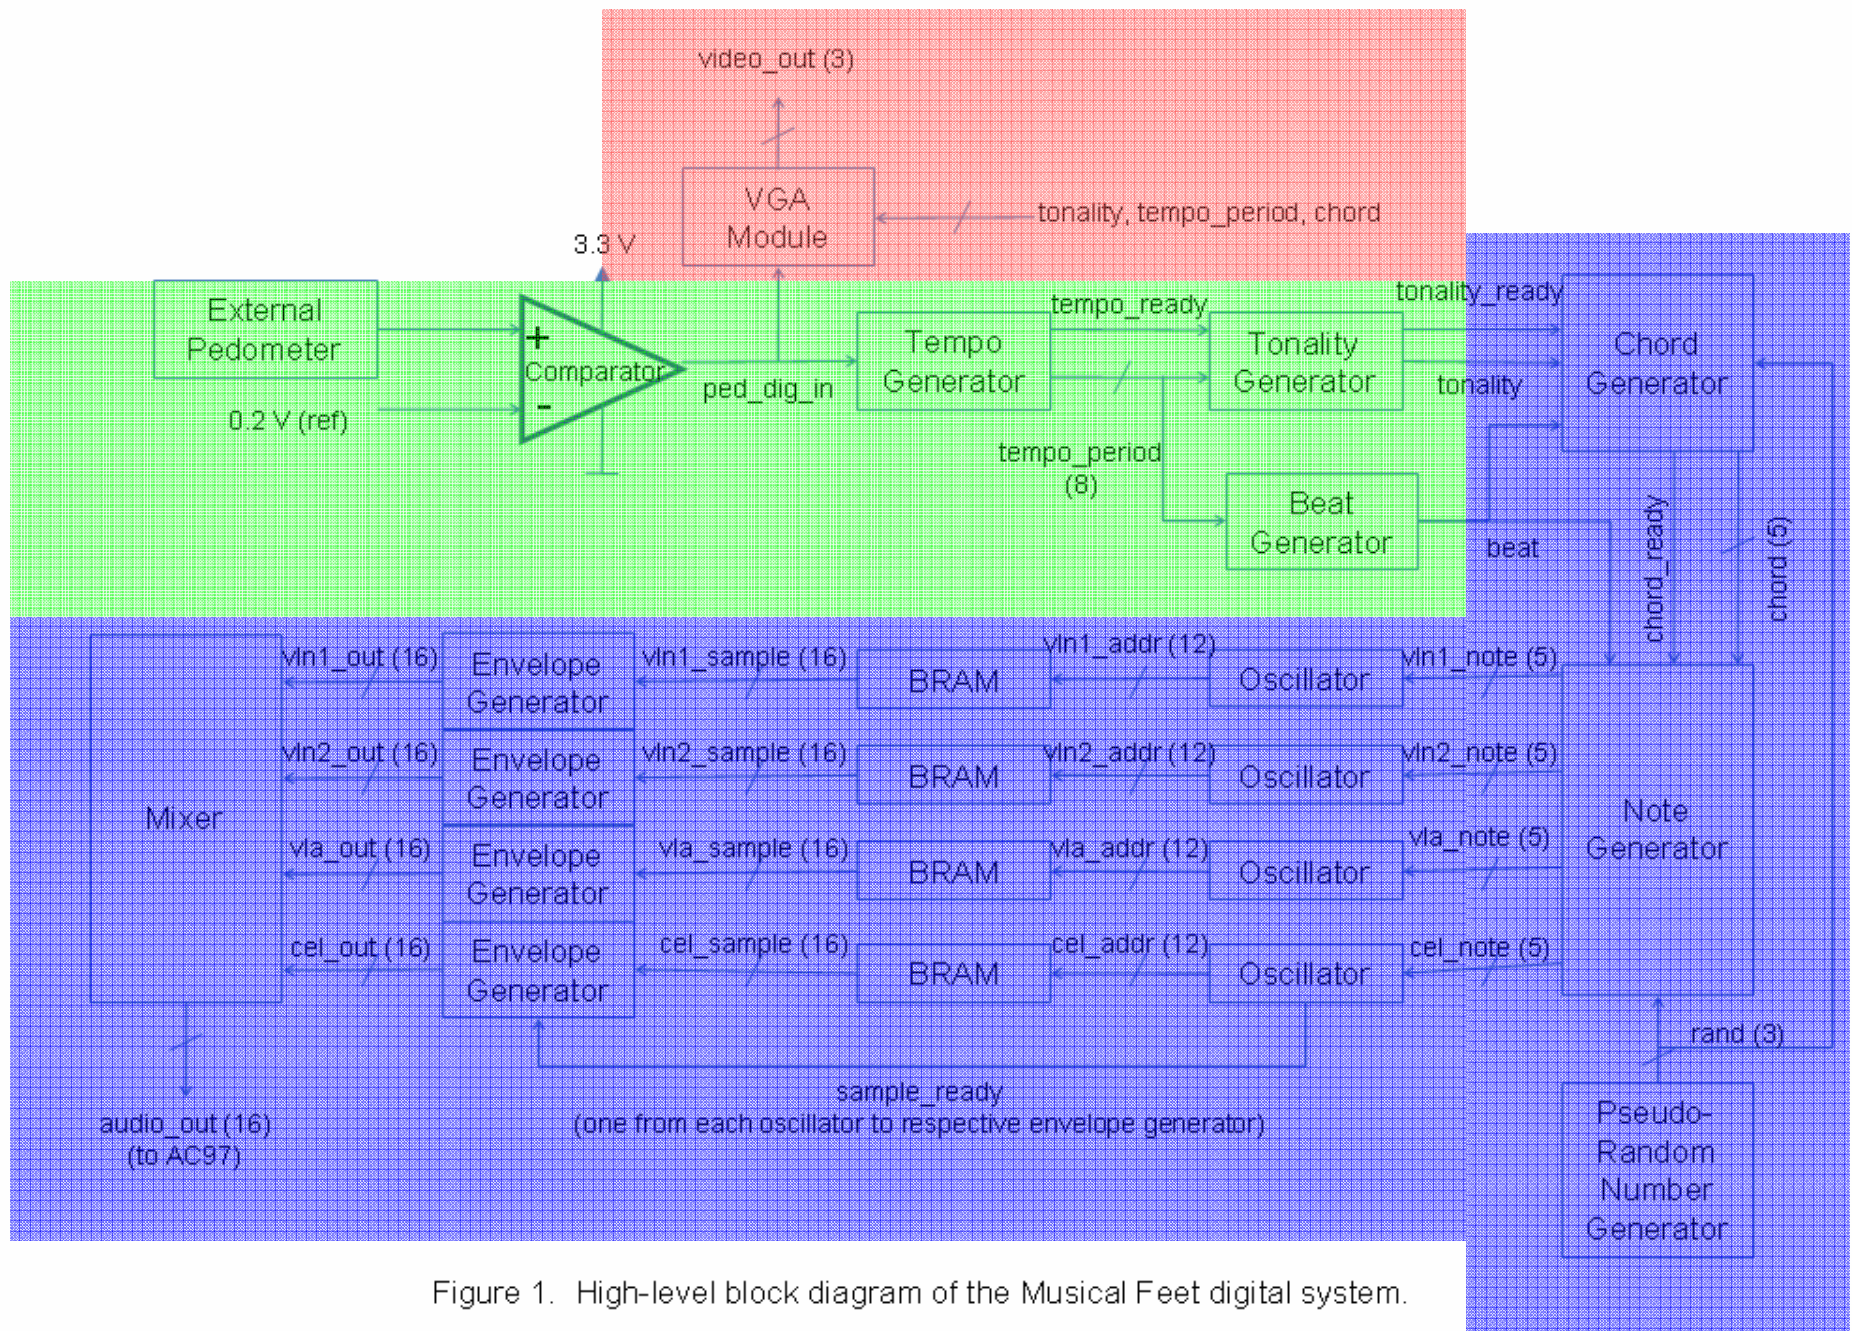 video_out (3)
VGA
Module
tonality, tempo_period, chord
3.3 V
External
Pedometer
+
Comparator
-
0.2 V (ref)
ped_dig_in
Tempo
Generator
tempo_ready
tempo_period
(8)
Tonality
Generator
tonality_ready
tonality
Chord
Generator
Beat
Generator
beat
chord_ready
chord (5)
Mixer
vln1_out (16)
Envelope
Generator
vln1_sample (16)
BRAM
vln1_addr (12)
Oscillator
vln1_note (5)
vln2_out (16)
Envelope
Generator
vln2_sample (16)
BRAM
vln2_addr (12)
Oscillator
vln2_note (5)
vla_out (16)
Envelope
Generator
vla_sample (16)
BRAM
vla_addr (12)
Oscillator
vla_note (5)
cel_out (16)
Envelope
Generator
cel_sample (16)
BRAM
cel_addr (12)
Oscillator
cel_note (5)
Note
Generator
rand (3)
sample_ready
(one from each oscillator to respective envelope generator)
audio_out (16)
(to AC97)
Pseudo-
Random
Number
Generator
Figure 1. High-level block diagram of the Musical Feet digital system.